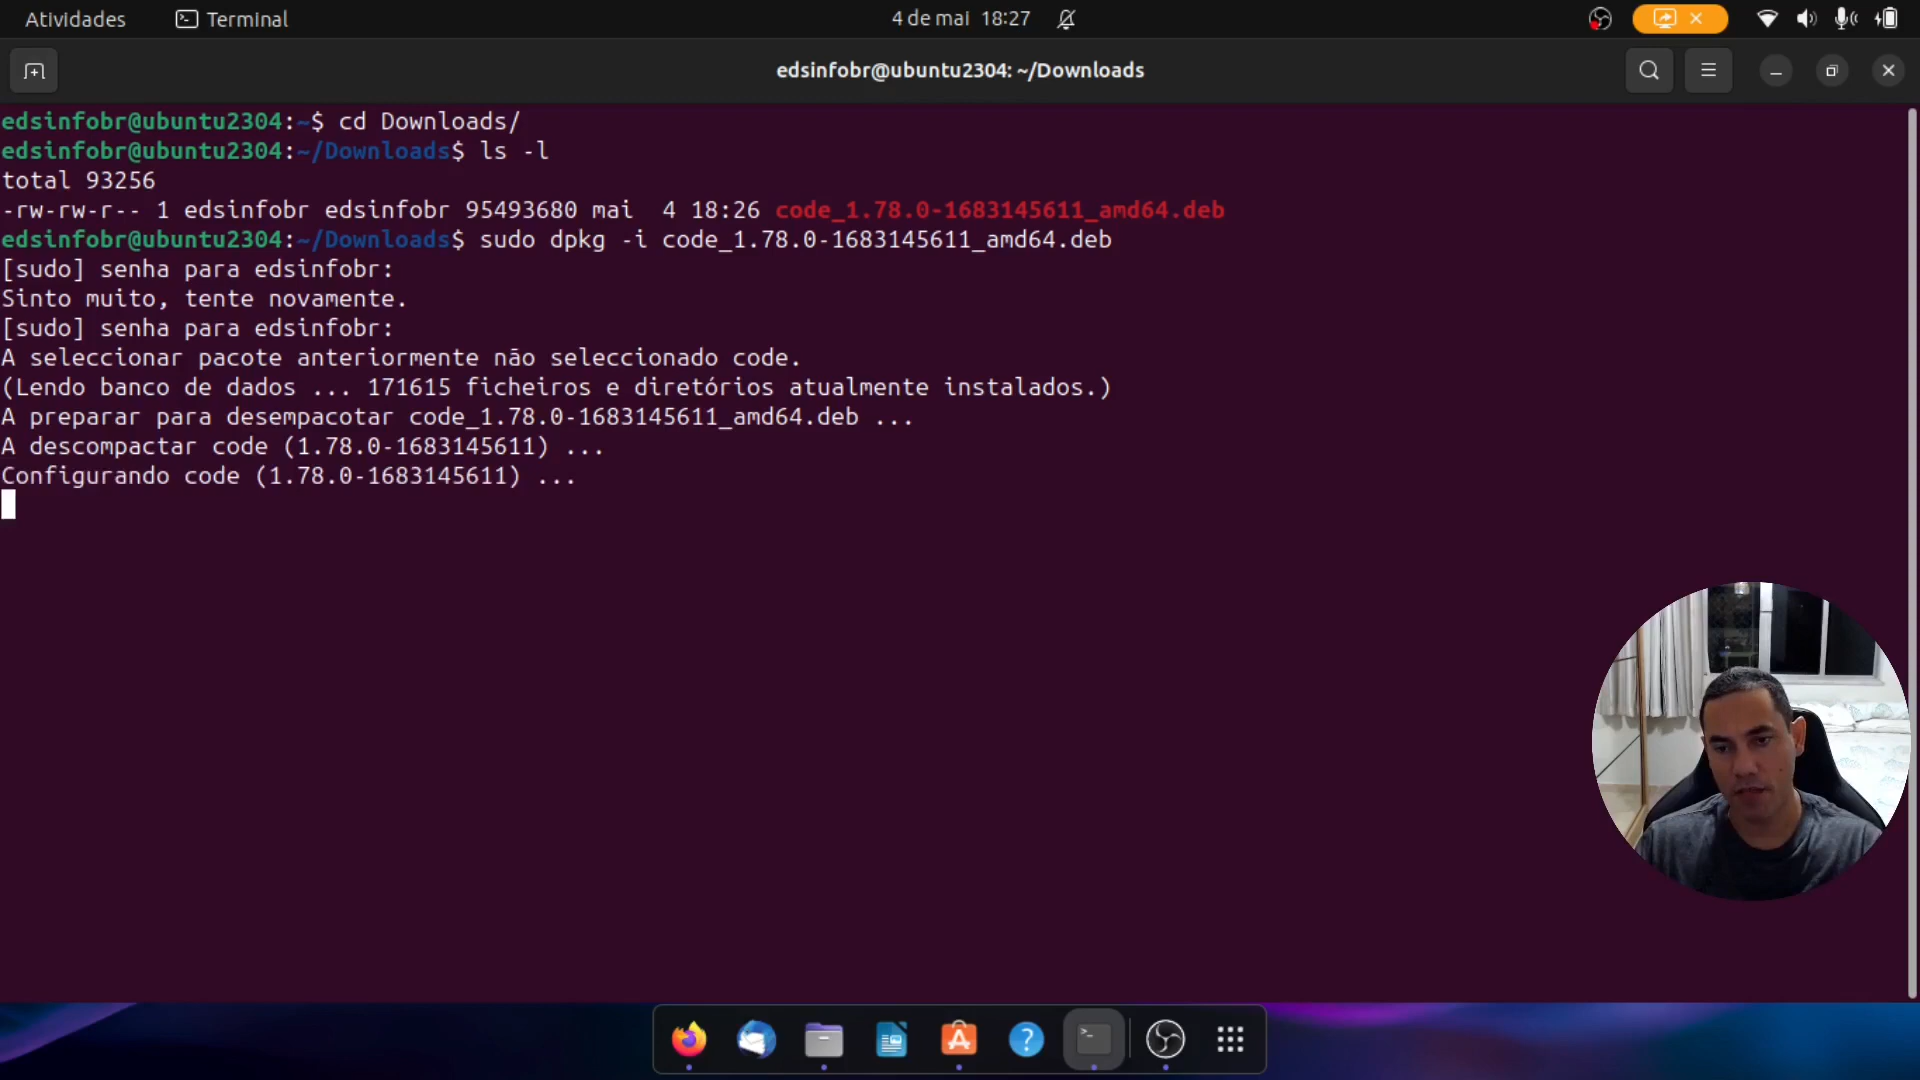 Atividades
Terminal
4 de mai 18:27
edsinfobr@ubuntu2304: ~/Downloads
edsinfobr@ubuntu2304:~$ cd Downloads/
edsinfobr@ubuntu2304:~/Downloads$ ls -l
total 93256
-rw-rw-r-- 1 edsinfobr edsinfobr 95493680 mai  4 18:26 code_1.78.0-1683145611_amd64.deb
edsinfobr@ubuntu2304:~/Downloads$ sudo dpkg -i code_1.78.0-1683145611_amd64.deb
[sudo] senha para edsinfobr:
Sinto muito, tente novamente.
[sudo] senha para edsinfobr:
A seleccionar pacote anteriormente não seleccionado code.
(Lendo banco de dados ... 171615 ficheiros e diretórios atualmente instalados.)
A preparar para desempacotar code_1.78.0-1683145611_amd64.deb ...
A descompactar code (1.78.0-1683145611) ...
Configurando code (1.78.0-1683145611) ...